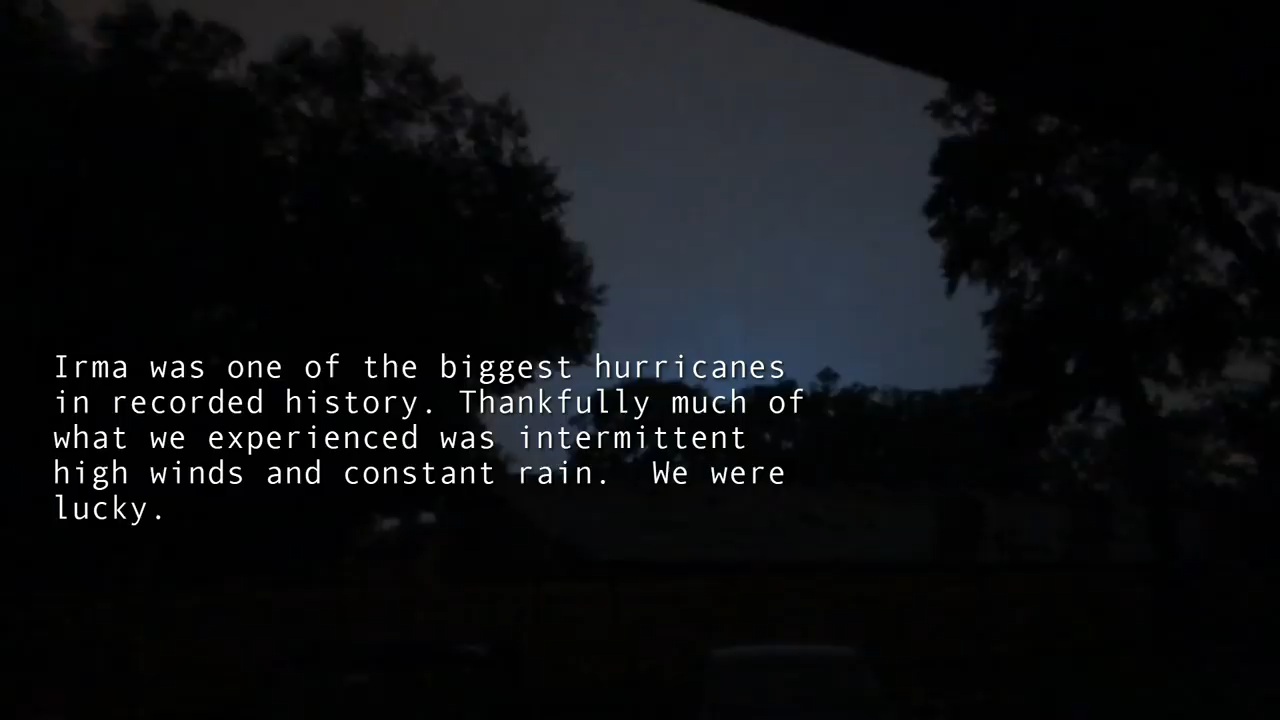 Irma was one of the biggest hurricanes
in recorded history. Thankfully much of
what we experienced was intermittent
high winds and constant rain.  We were
lucky.